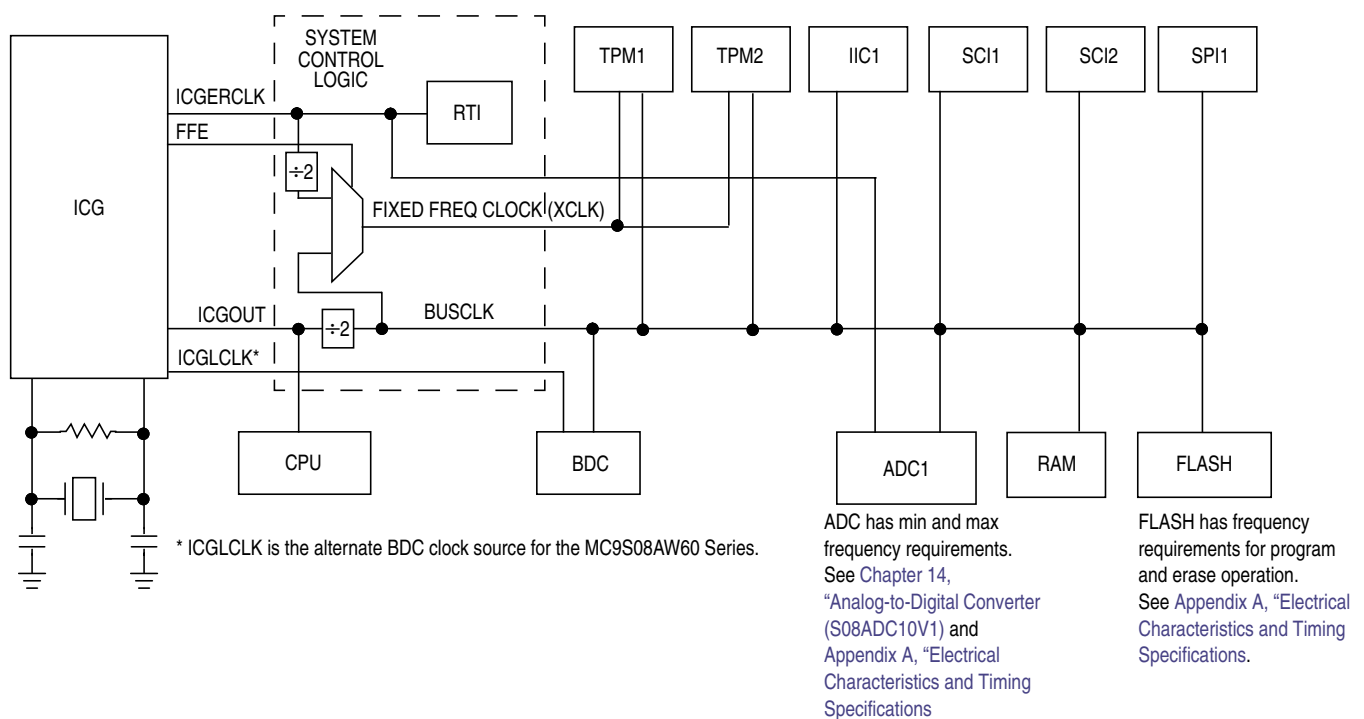 SYSTEM
CONTROL
LOGIC
TPM1
TPM2
IIC1
SCI1
SCI2
SPI1
ICGERCLK
RTI
FFE
÷2
ICG
FIXED FREQ CLOCK (XCLK)
ICGOUT
÷2
BUSCLK
ICGLCLK*
CPU
BDC
ADC1
RAM
FLASH
* ICGLCLK is the alternate BDC clock source for the MC9S08AW60 Series.
ADC has min and max
frequency requirements.
See Chapter 14,
“Analog-to-Digital Converter
(S08ADC10V1) and
Appendix A, “Electrical
Characteristics and Timing
Specifications
FLASH has frequency
requirements for program
and erase operation.
See Appendix A, “Electrical
Characteristics and Timing
Specifications.